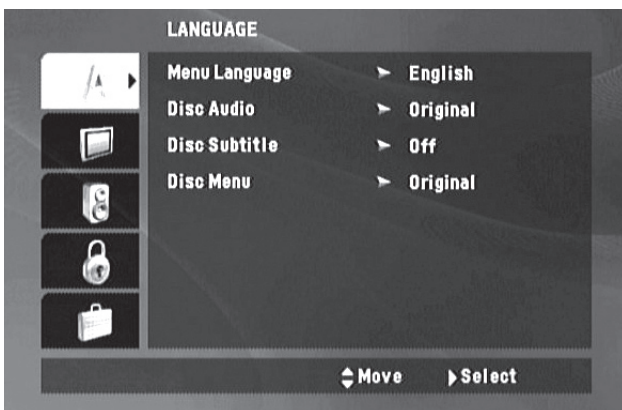 LANGUAGE
Menu Language ➢ English
Disc Audio ➢ Original
Disc Subtitle ➢ Off
Disc Menu ➢ Original
Move Select